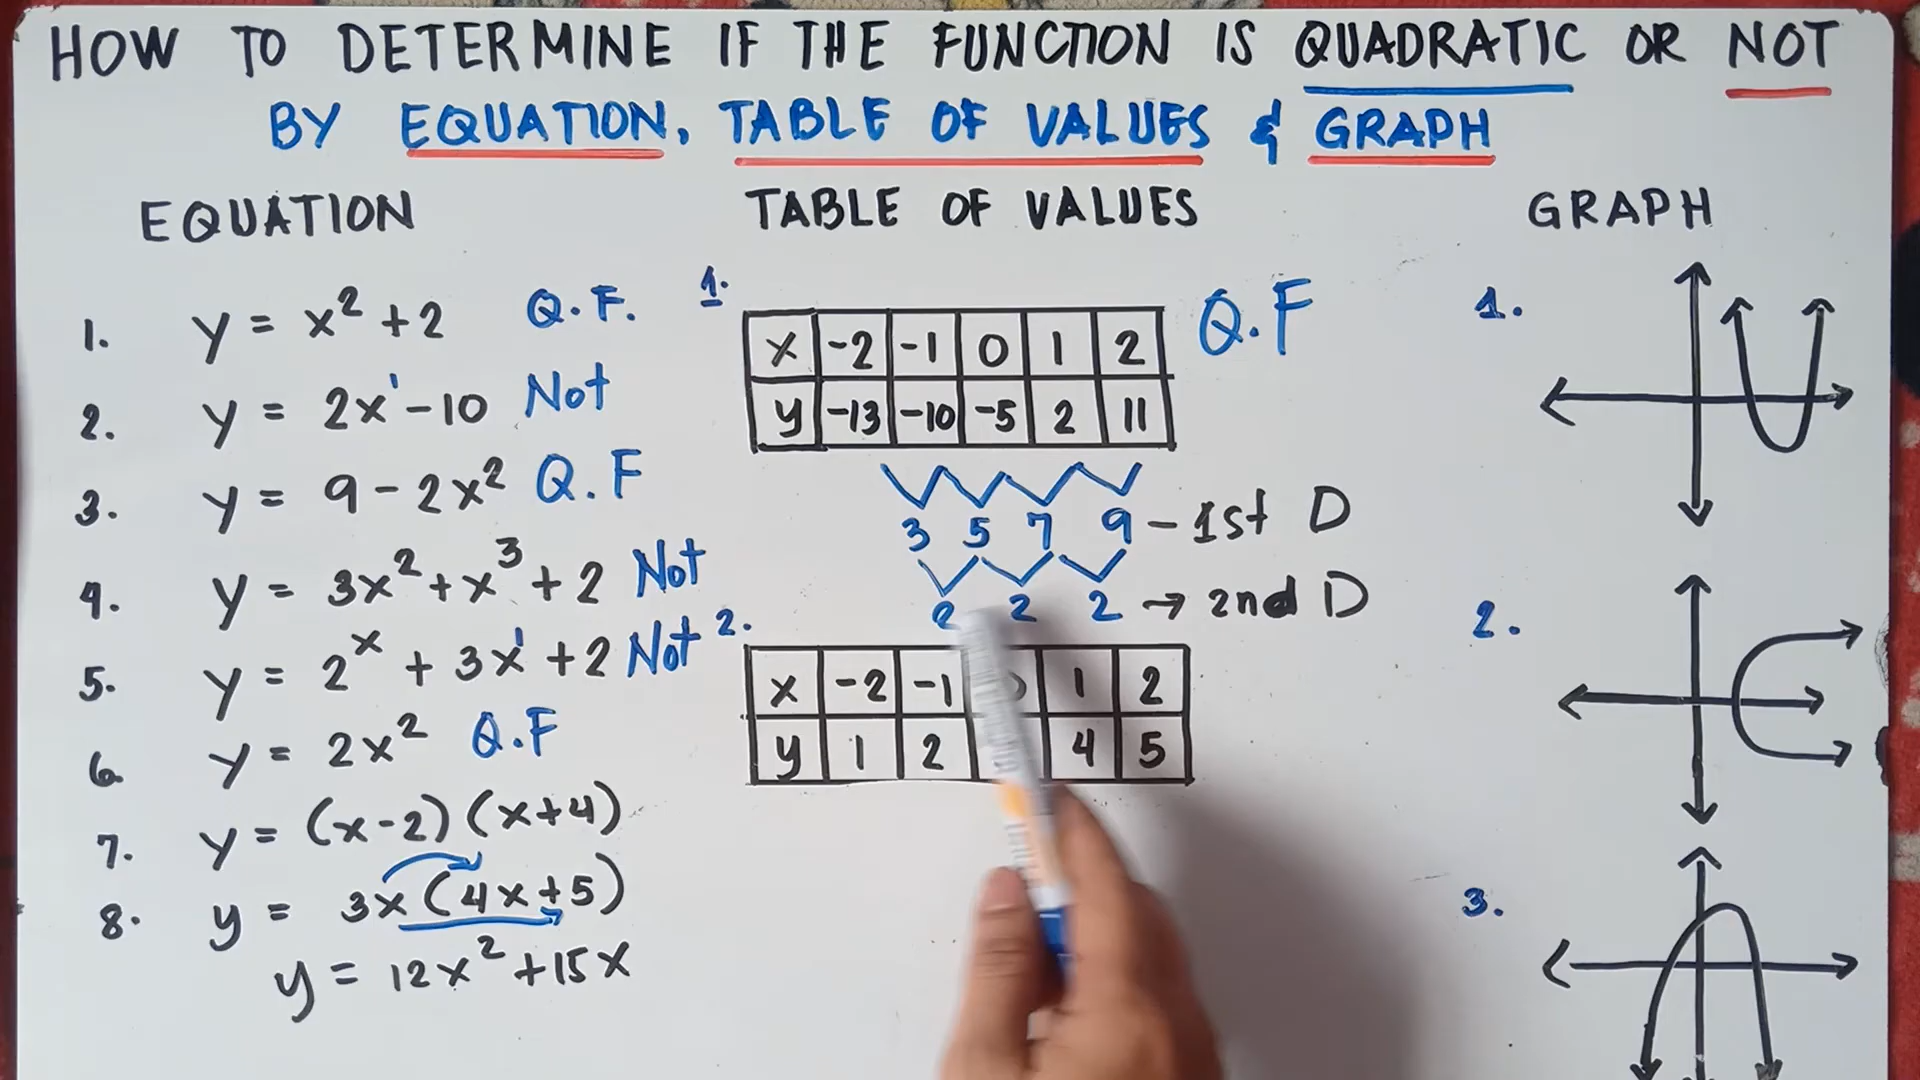 HOW TO DETERMINE IF THE FUNCTION IS QUADRATIC OR NOT
BY EQUATION, TABLE OF VALUES & GRAPH
EQUATION
1. y = x² + 2 Q.F.
2. y = 2x¹ - 10 Not
3. y = 9 - 2x² Q.F
4. y = 3x² + x³ + 2 Not
5. y = 2ˣ + 3x¹ + 2 Not
6. y = 2x² Q.F
7. y = (x-2)(x+4)
8. y = 3x(4x+5)
y = 12x² + 15x
TABLE OF VALUES
1.
x -2 -1 0 1 2 Q.F
y -13 -10 -5 2 11
3 5 7 9 - 1st D
2 2 2 → 2nd D
2.
x -2 -1 1 2
y 1 2 4 5
GRAPH
1.
2.
3.